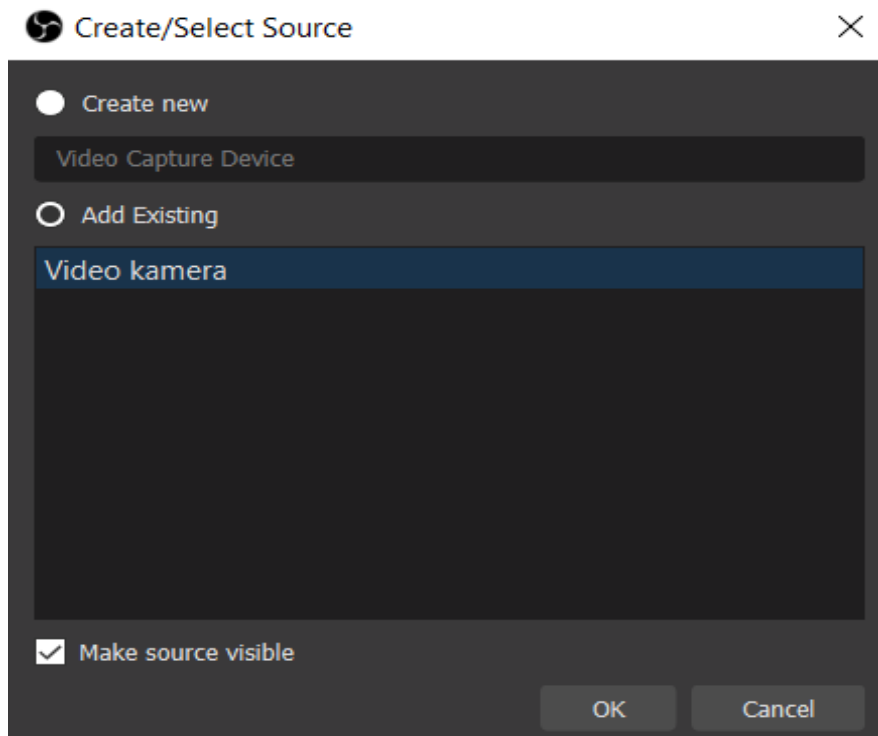 Create/Select Source
Create new
Video Capture Device
Add Existing
Video kamera
Make source visible
OK
Cancel